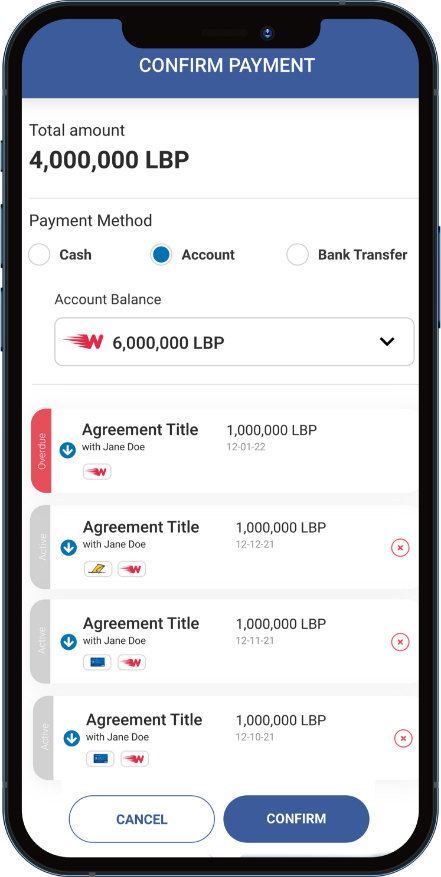 CONFIRM PAYMENT
Total amount
4,000,000 LBP
Payment Method
Cash
Account
Bank Transfer
Account Balance
W 6,000,000 LBP
Overdue
Agreement Title
1,000,000 LBP
with Jane Doe
12-01-22
W
Active
Agreement Title
1,000,000 LBP
with Jane Doe
12-12-21
W
Active
Agreement Title
1,000,000 LBP
with Jane Doe
12-11-21
W
Active
Agreement Title
1,000,000 LBP
with Jane Doe
12-10-21
W
CANCEL
CONFIRM